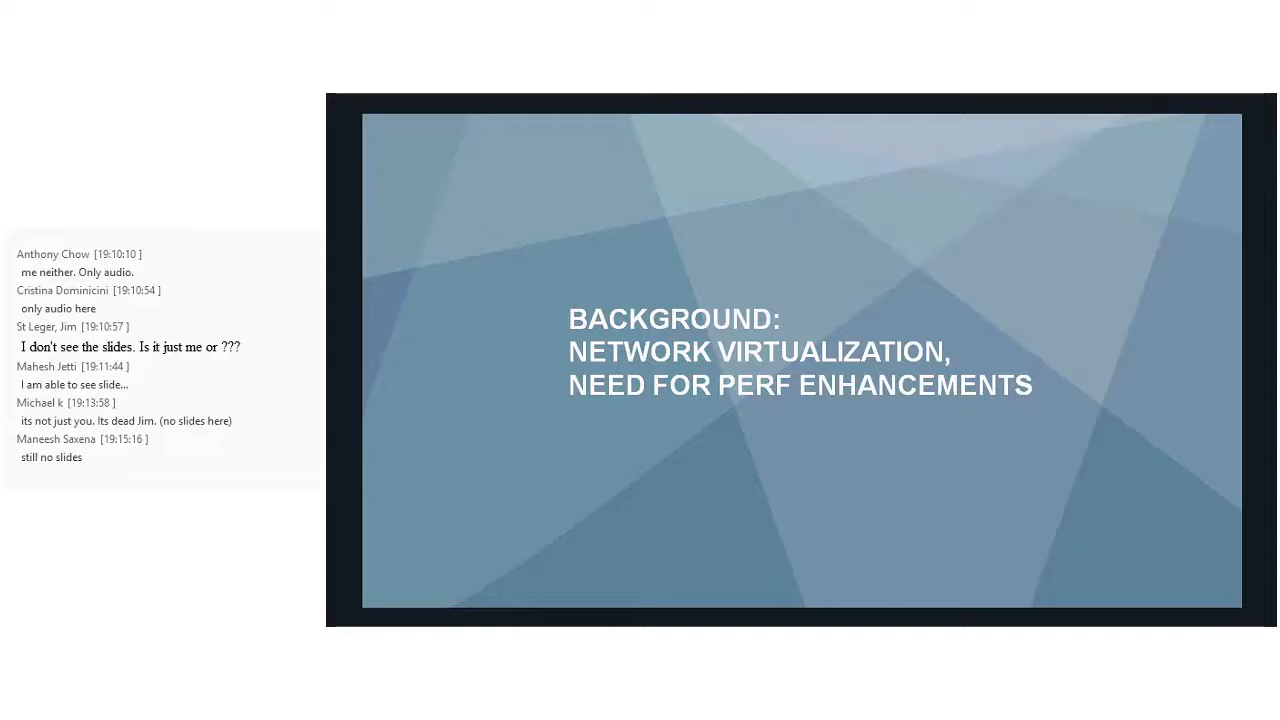 Anthony Chow [19:10:10 ]
me neither. Only audio.
Cristina Dominicini [19:10:54 ]
only audio here
St Leger, Jim [19:10:57 ]
I don't see the slides. Is it just me or ???
Mahesh Jetti [19:11:44 ]
I am able to see slide...
Michael k [19:13:58 ]
its not just you. Its dead Jim. (no slides here)
Maneesh Saxena [19:15:16 ]
still no slides
BACKGROUND:
NETWORK VIRTUALIZATION,
NEED FOR PERF ENHANCEMENTS